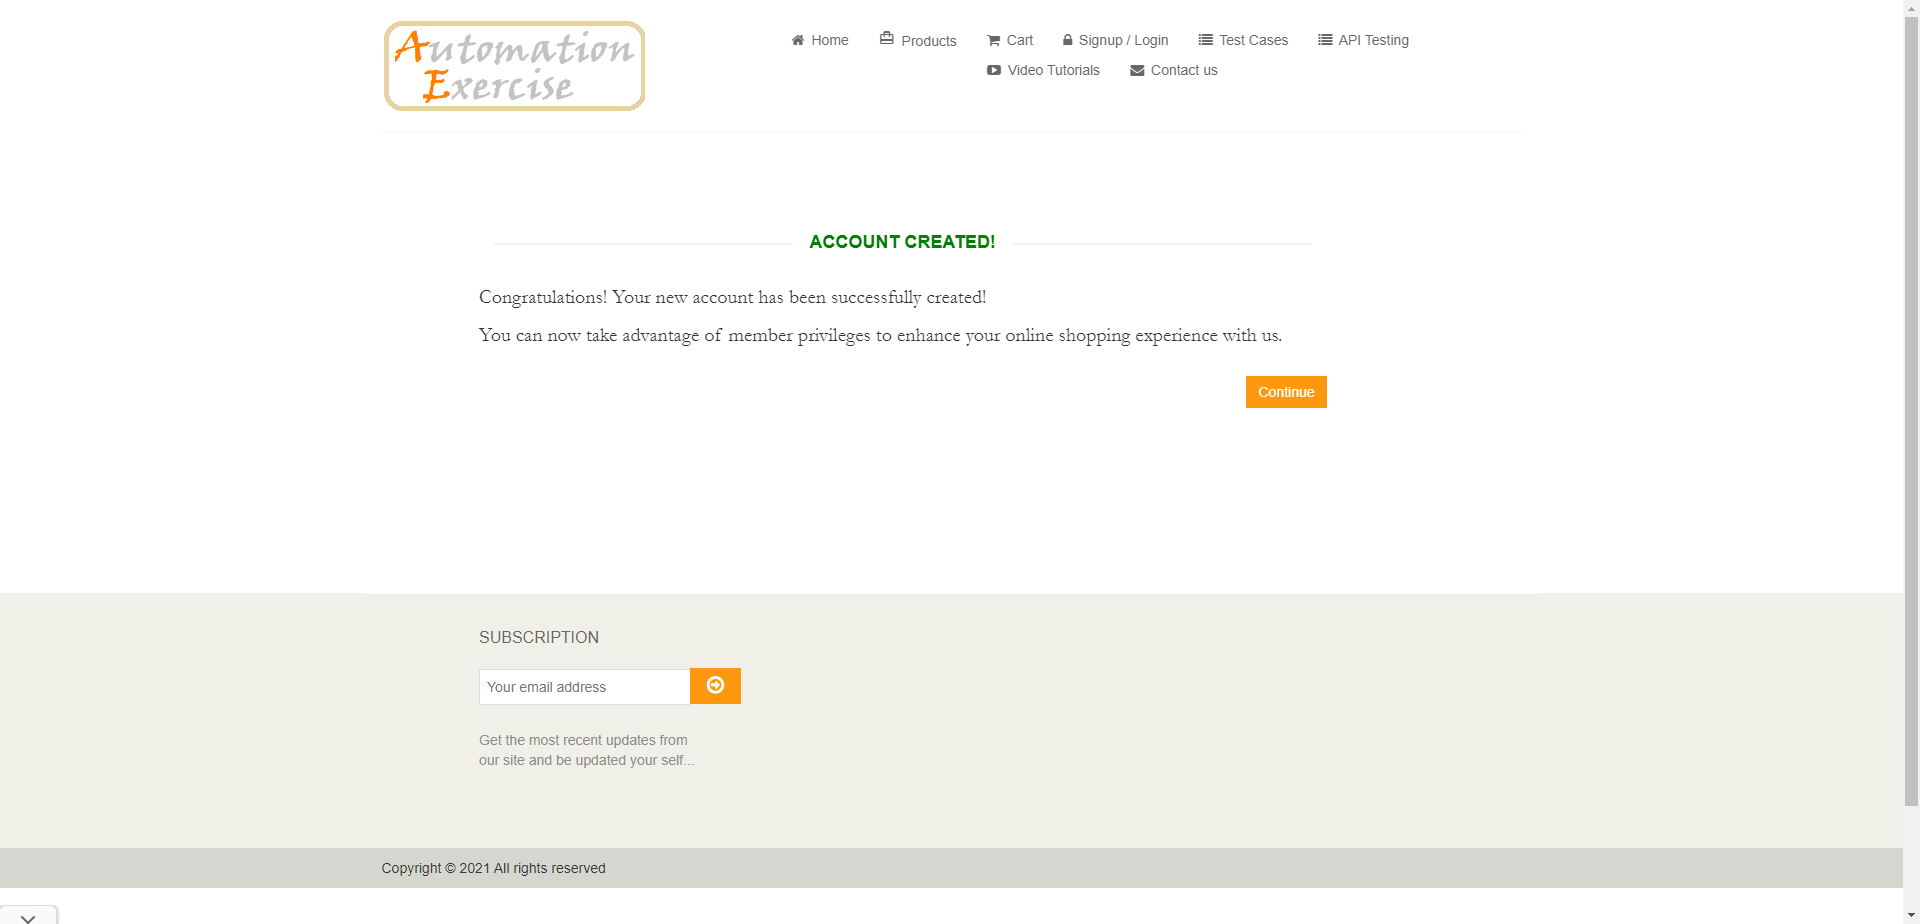 Automation
Exercise
Home
Products
Cart
Signup / Login
Test Cases
API Testing
Video Tutorials
Contact us
ACCOUNT CREATED!
Congratulations! Your new account has been successfully created!
You can now take advantage of member privileges to enhance your online shopping experience with us.
Continue
SUBSCRIPTION
Your email address
Get the most recent updates from
our site and be updated your self...
Copyright © 2021 All rights reserved